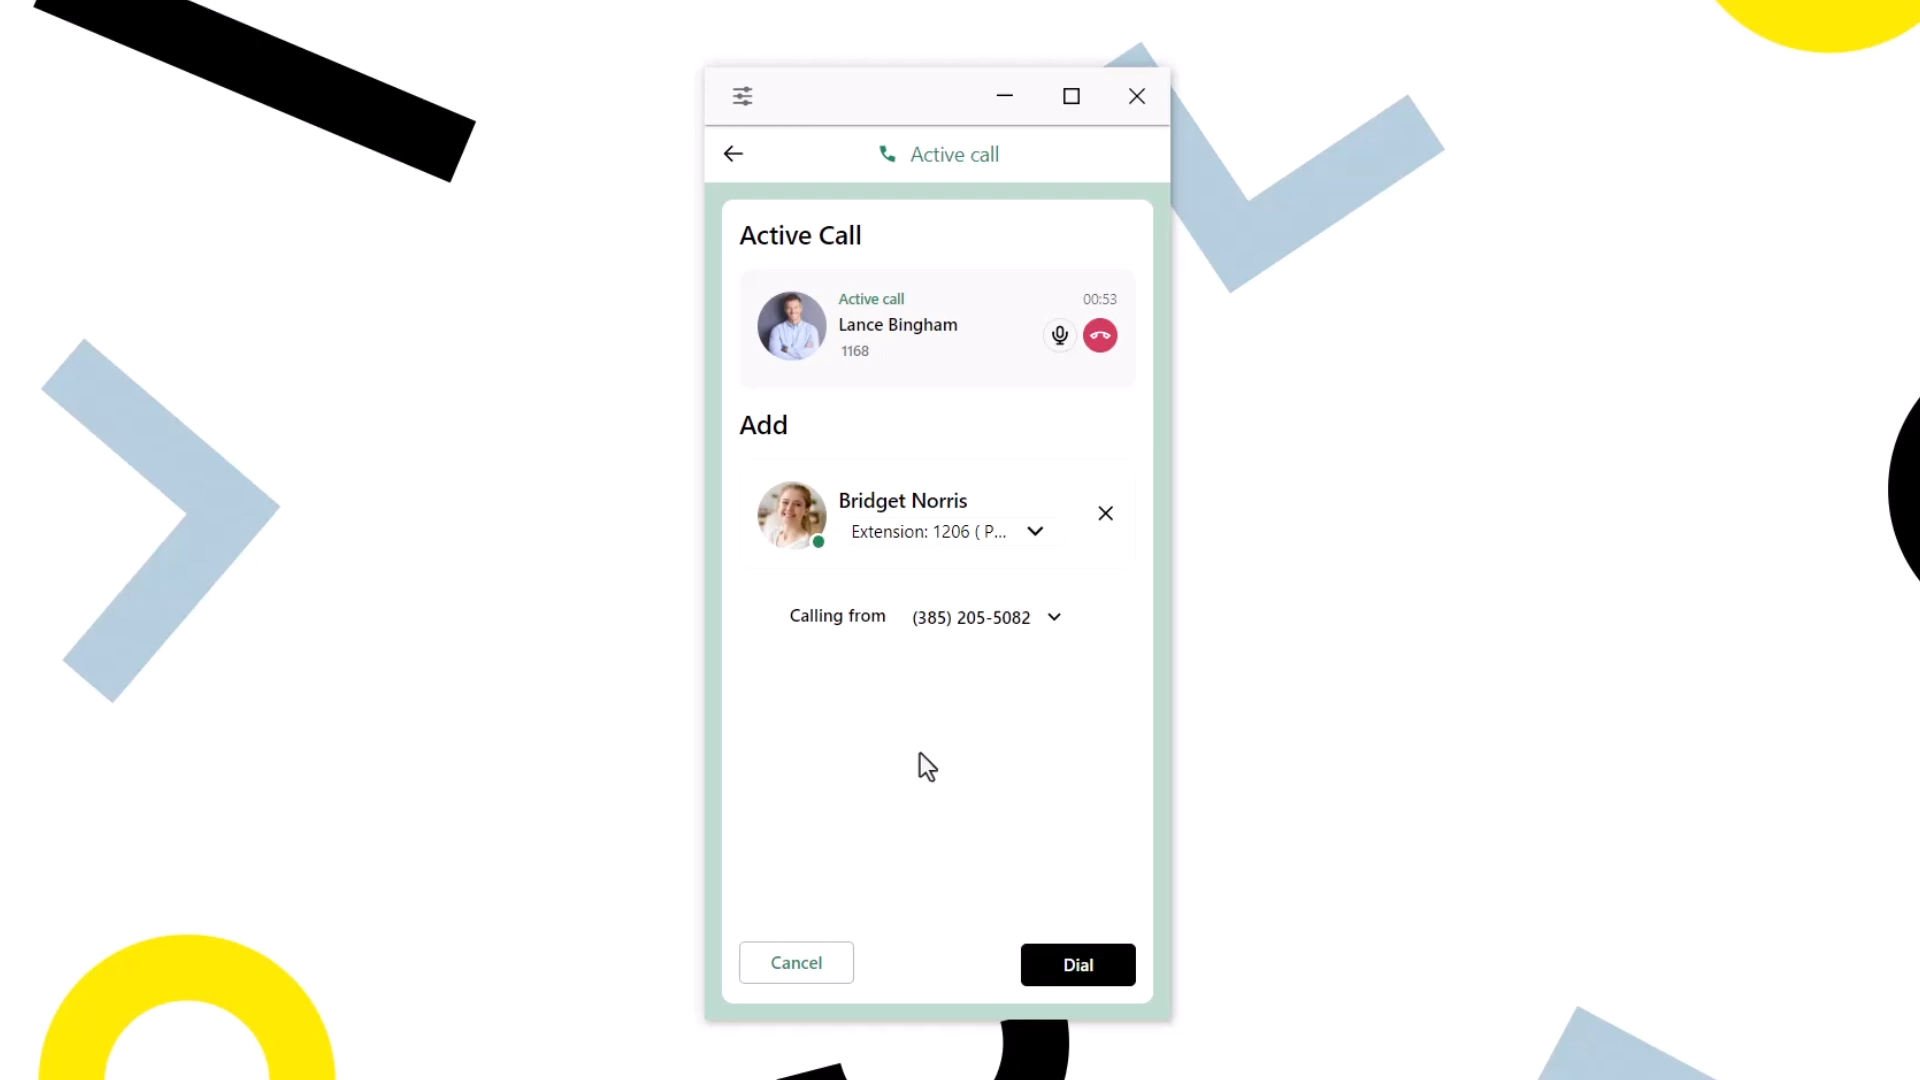 Active call
Active Call
Active call
00:53
Lance Bingham
1168
Add
Bridget Norris
Extension: 1206 ( P...
Calling from (385) 205-5082
Cancel
Dial